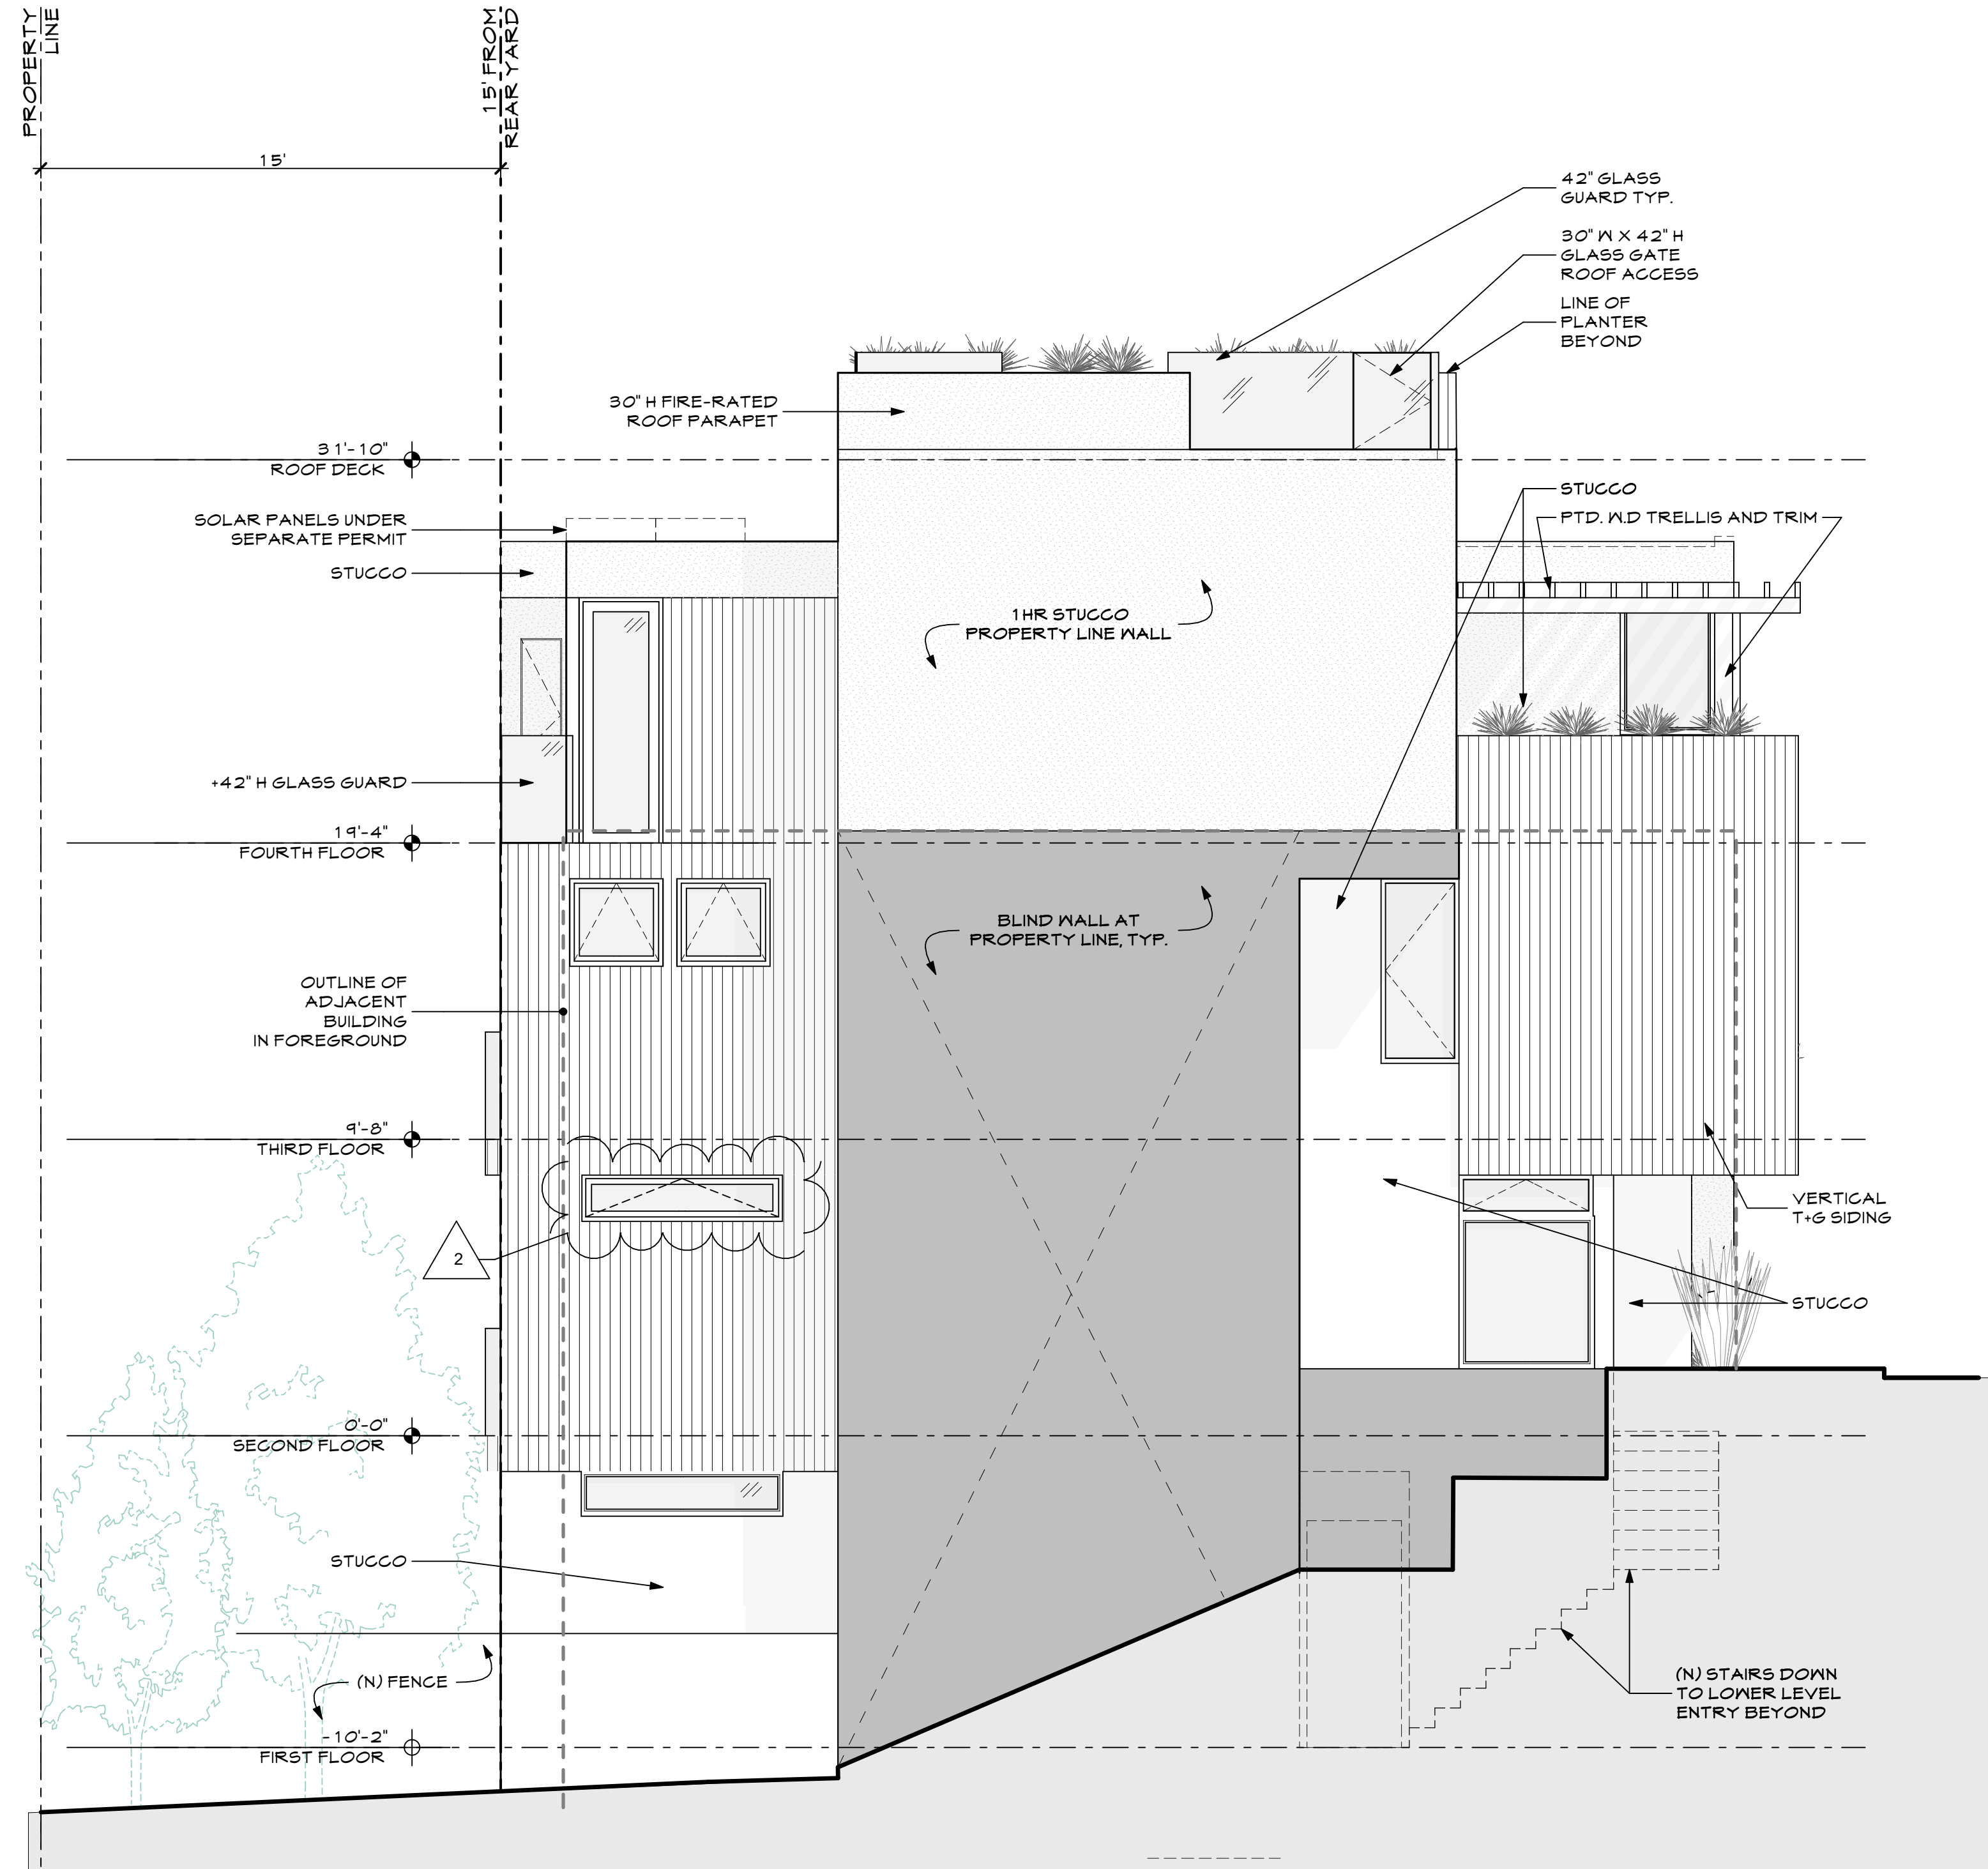 PROPERTY
LINE
15' FROM
REAR YARD
15'
42" GLASS
GUARD TYP.
30" W X 42" H
GLASS GATE
ROOF ACCESS
LINE OF
PLANTER
BEYOND
30" H FIRE-RATED
ROOF PARAPET
31'-10"
ROOF DECK
STUCCO
PTD. W.D TRELLIS AND TRIM
SOLAR PANELS UNDER
SEPARATE PERMIT
STUCCO
1HR STUCCO
PROPERTY LINE WALL
+42" H GLASS GUARD
19'-4"
FOURTH FLOOR
BLIND WALL AT
PROPERTY LINE, TYP.
OUTLINE OF
ADJACENT
BUILDING
IN FOREGROUND
9'-8"
THIRD FLOOR
VERTICAL
T+G SIDING
2
STUCCO
0'-0"
SECOND FLOOR
STUCCO
(N) FENCE
(N) STAIRS DOWN
TO LOWER LEVEL
ENTRY BEYOND
-10'-2"
FIRST FLOOR